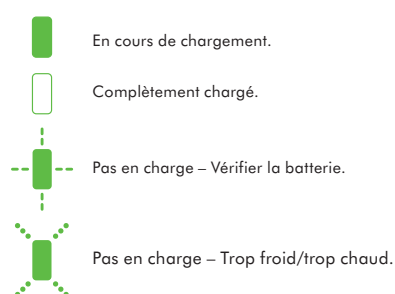 En cours de chargement.
Complètement chargé.
Pas en charge – Vérifier la batterie.
Pas en charge – Trop froid/trop chaud.